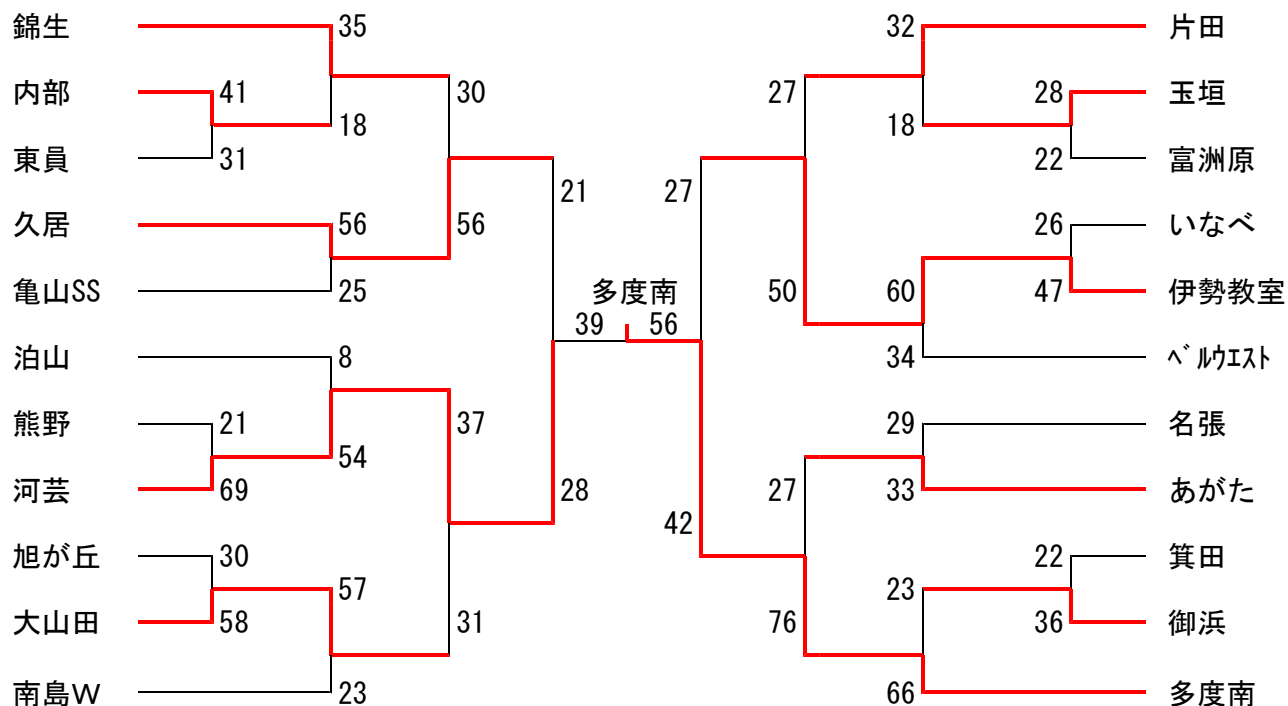 錦生 35 32 片田
内部 41 30 27 28 玉垣
18 18
東員 31 22 富洲原
21 27
久居 56 56 26 いなべ
亀山SS 25 多度南 50 60 47 伊勢教室
39 56
泊山 8 34 ﾍﾞﾙｳエスト
熊野 21 37 29 名張
54
河芸 69 28 27 33 あがた
42
旭が丘 30 22 箕田
57 23
大山田 58 31 76 36 御浜
南島W 23 66 多度南